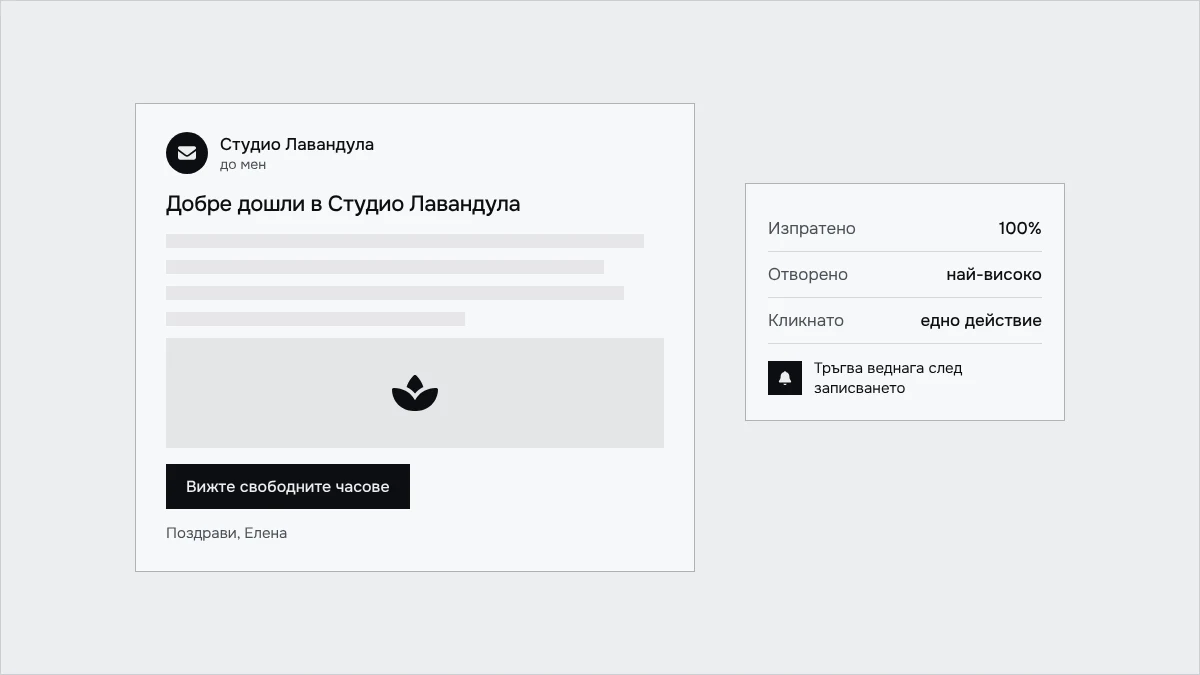 Студио Лавандула
до мен
Добре дошли в Студио Лавандула
Вижте свободните часове
Поздрави, Елена
Изпратено 100%
Отворено най-високо
Кликнато едно действие
Тръгва веднага след
записването